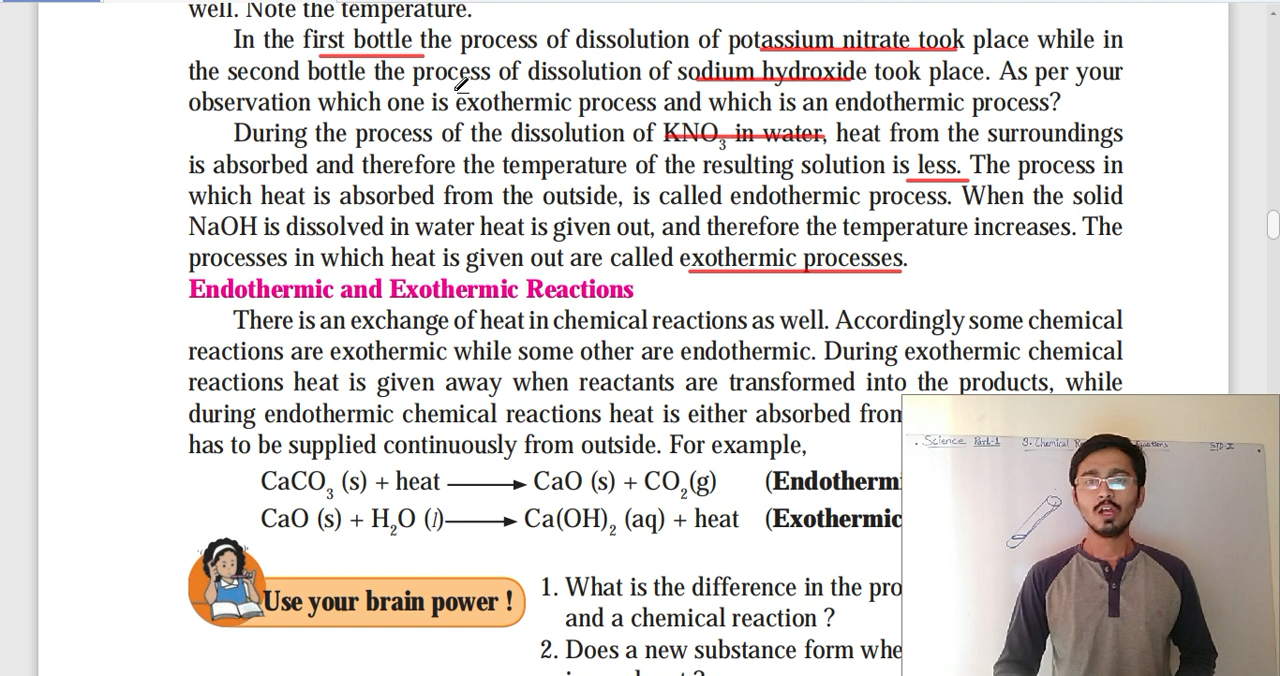 well. Note the temperature.
In the first bottle the process of dissolution of potassium nitrate took place while in
the second bottle the process of dissolution of sodium hydroxide took place. As per your
observation which one is exothermic process and which is an endothermic process?
During the process of the dissolution of KNO₃ in water, heat from the surroundings
is absorbed and therefore the temperature of the resulting solution is less. The process in
which heat is absorbed from the outside, is called endothermic process. When the solid
NaOH is dissolved in water heat is given out, and therefore the temperature increases. The
processes in which heat is given out are called exothermic processes.
Endothermic and Exothermic Reactions
There is an exchange of heat in chemical reactions as well. Accordingly some chemical
reactions are exothermic while some other are endothermic. During exothermic chemical
reactions heat is given away when reactants are transformed into the products, while
during endothermic chemical reactions heat is either absorbed from
has to be supplied continuously from outside. For example,
CaCO₃ (s) + heat ⟶ CaO (s) + CO₂(g) (Endothermi
CaO (s) + H₂O (l) ⟶ Ca(OH)₂ (aq) + heat (Exothermic
Use your brain power !
1. What is the difference in the pro
and a chemical reaction ?
2. Does a new substance form whe
Science Part-1 3. Chemical STD-X